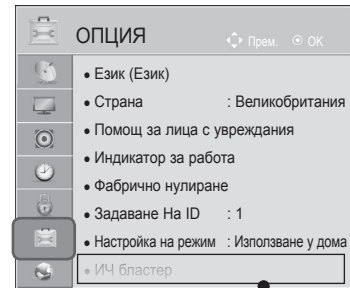 ОПЦИЯ
Прем. OK
• Език (Език)
• Страна : Великобритания
• Помощ за лица с увреждания
• Индикатор за работа
• Фабрично нулиране
• Задаване На ID : 1
• Настройка на режим : Използване у дома
• ИЧ бластер